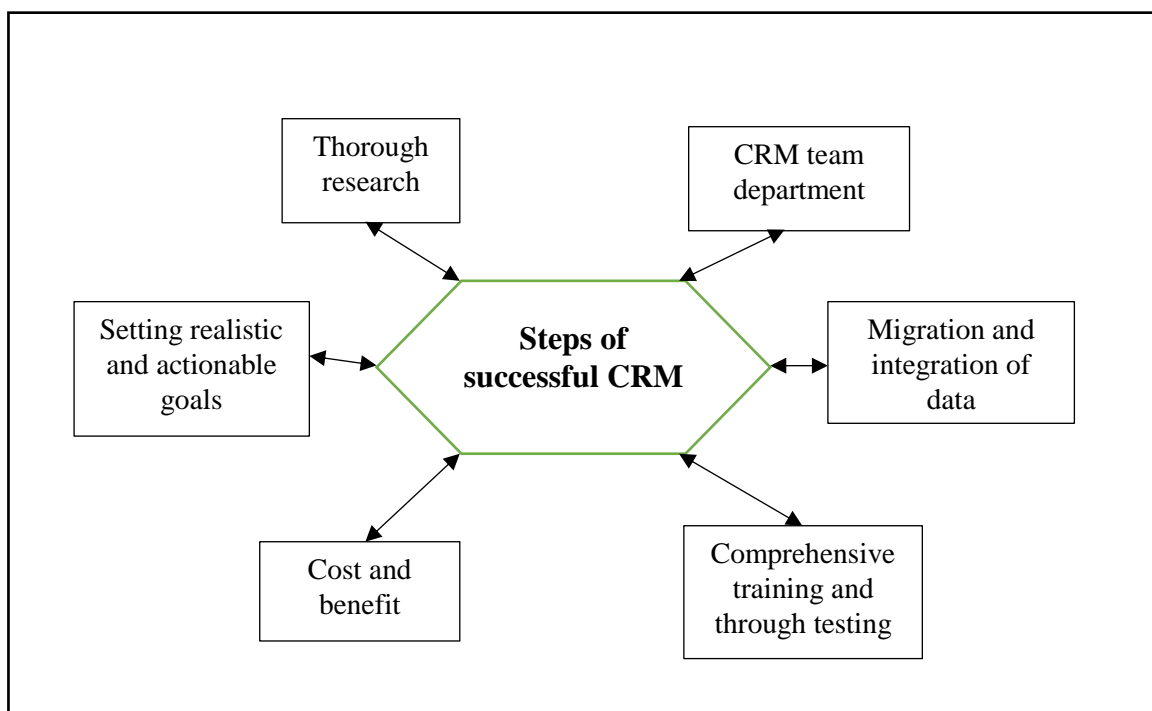 Thorough
research
CRM team
department
Setting realistic
and actionable
goals
Steps of
successful CRM
Migration and
integration of
data
Cost and
benefit
Comprehensive
training and
through testing